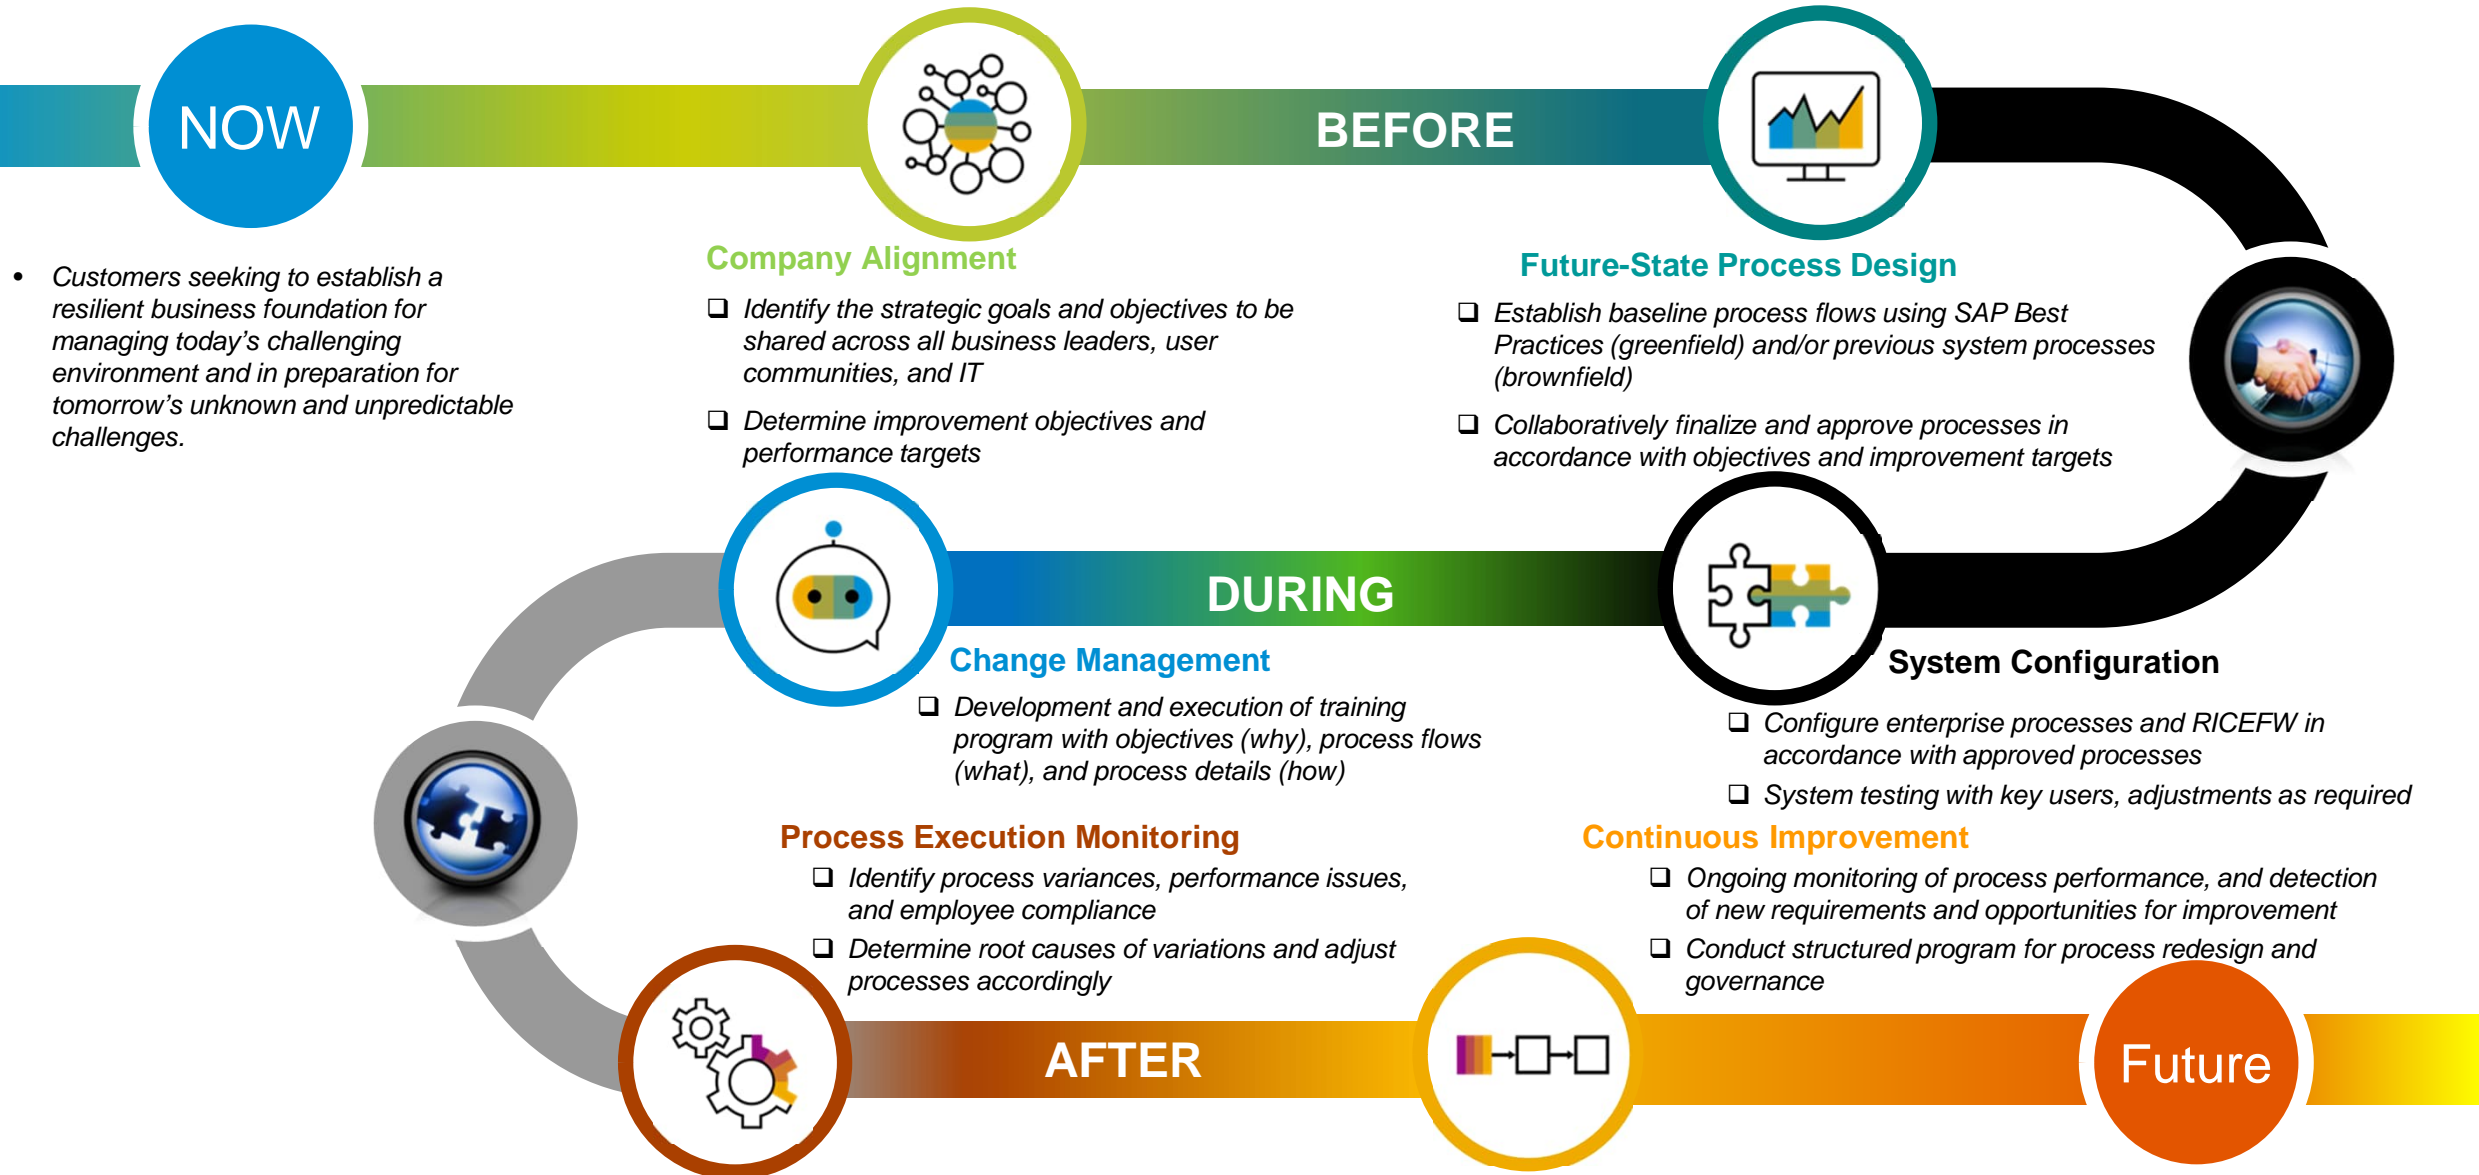 NOW
BEFORE
• Customers seeking to establish a
resilient business foundation for
managing today’s challenging
environment and in preparation for
tomorrow’s unknown and unpredictable
challenges.
Company Alignment
❑ Identify the strategic goals and objectives to be
shared across all business leaders, user
communities, and IT
❑ Determine improvement objectives and
performance targets
Future-State Process Design
❑ Establish baseline process flows using SAP Best
Practices (greenfield) and/or previous system processes
(brownfield)
❑ Collaboratively finalize and approve processes in
accordance with objectives and improvement targets
DURING
Change Management
❑ Development and execution of training
program with objectives (why), process flows
(what), and process details (how)
System Configuration
❑ Configure enterprise processes and RICEFW in
accordance with approved processes
❑ System testing with key users, adjustments as required
Process Execution Monitoring
❑ Identify process variances, performance issues,
and employee compliance
❑ Determine root causes of variations and adjust
processes accordingly
Continuous Improvement
❑ Ongoing monitoring of process performance, and detection
of new requirements and opportunities for improvement
❑ Conduct structured program for process redesign and
governance
AFTER
Future